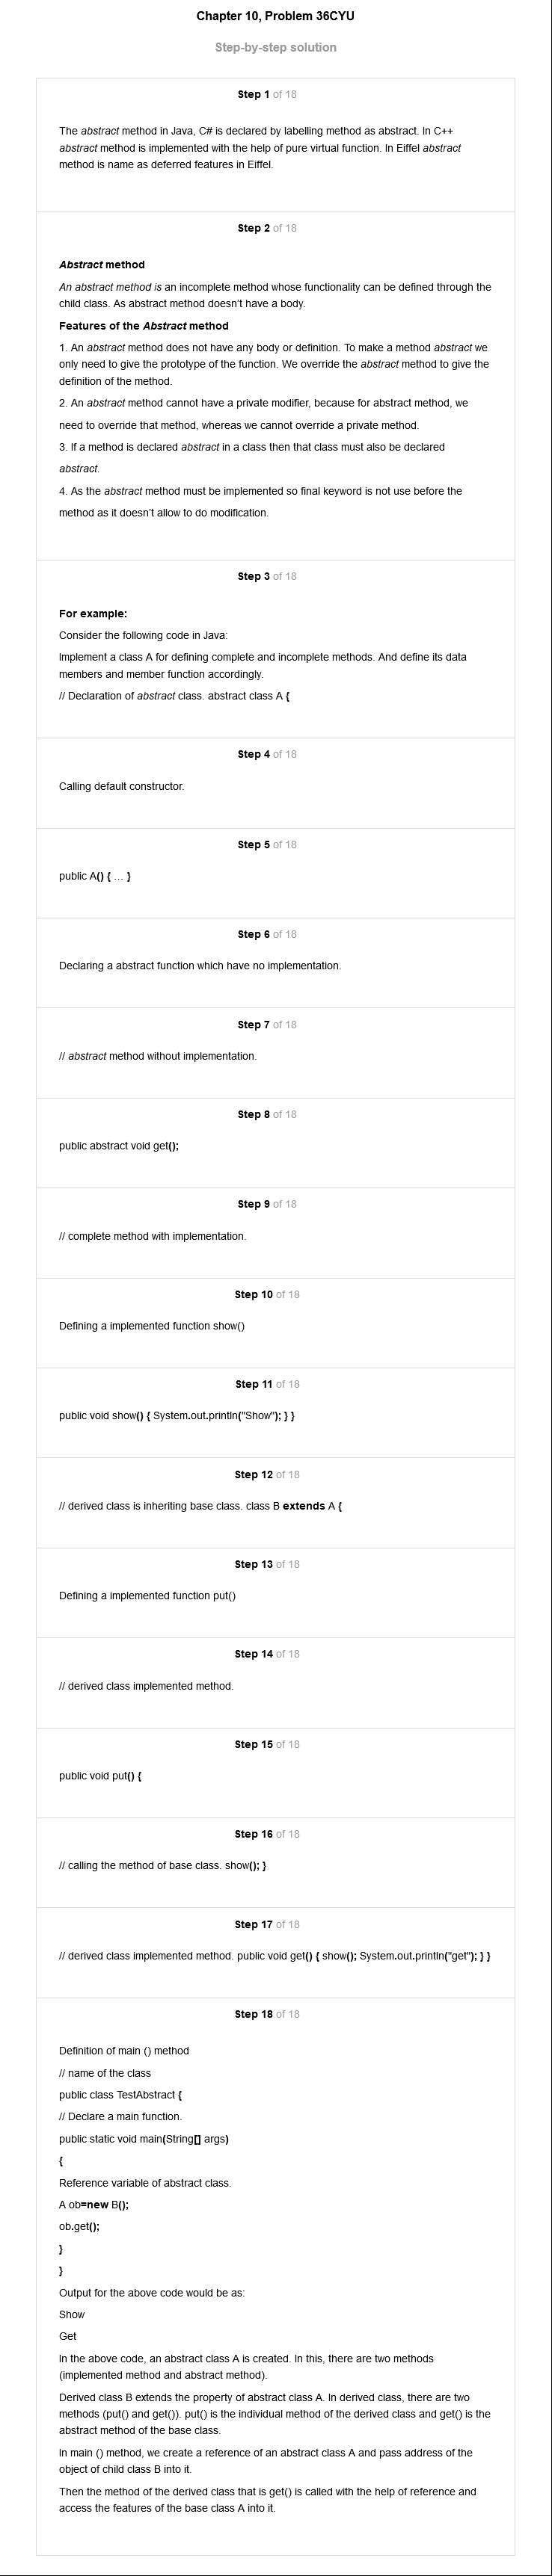 Chapter 10, Problem 36CYU
Step-by-step solution
Step 1 of 18
The abstract method in Java, C# is declared by labelling method as abstract. In C++
abstract method is implemented with the help of pure virtual function. In Eiffel abstract
method is name as deferred features in Eiffel.
Step 2 of 18
Abstract method
An abstract method is an incomplete method whose functionality can be defined through the
child class. As abstract method doesn't have a body.
Features of the Abstract method
1. An abstract method does not have any body or definition. To make a method abstract we
only need to give the prototype of the function. We override the abstract method to give the
definition of the method.
2. An abstract method cannot have a private modifier, because for abstract method, we
need to override that method, whereas we cannot override a private method.
3. If a method is declared abstract in a class then that class must also be declared
abstract.
4. As the abstract method must be implemented so final keyword is not use before the
method as it doesn't allow to do modification.
Step 3 of 18
For example:
Consider the following code in Java:
Implement a class A for defining complete and incomplete methods. And define its data
members and member function accordingly.
// Declaration of abstract class. abstract class A {
Step 4 of 18
Calling default constructor.
Step 5 of 18
public A() { … }
Step 6 of 18
Declaring a abstract function which have no implementation.
Step 7 of 18
// abstract method without implementation.
Step 8 of 18
public abstract void get();
Step 9 of 18
// complete method with implementation.
Step 10 of 18
Defining a implemented function show()
Step 11 of 18
public void show() { System.out.println("Show"); } }
Step 12 of 18
// derived class is inheriting base class. class B extends A {
Step 13 of 18
Defining a implemented function put()
Step 14 of 18
// derived class implemented method.
Step 15 of 18
public void put() {
Step 16 of 18
// calling the method of base class. show(); }
Step 17 of 18
// derived class implemented method. public void get() { show(); System.out.println("get"); } }
Step 18 of 18
Definition of main () method
// name of the class
public class TestAbstract {
// Declare a main function.
public static void main(String[] args)
{
Reference variable of abstract class.
A ob=new B();
ob.get();
}
}
Output for the above code would be as:
Show
Get
In the above code, an abstract class A is created. In this, there are two methods
(implemented method and abstract method).
Derived class B extends the property of abstract class A. In derived class, there are two
methods (put() and get()). put() is the individual method of the derived class and get() is the
abstract method of the base class.
In main () method, we create a reference of an abstract class A and pass address of the
object of child class B into it.
Then the method of the derived class that is get() is called with the help of reference and
access the features of the base class A into it.